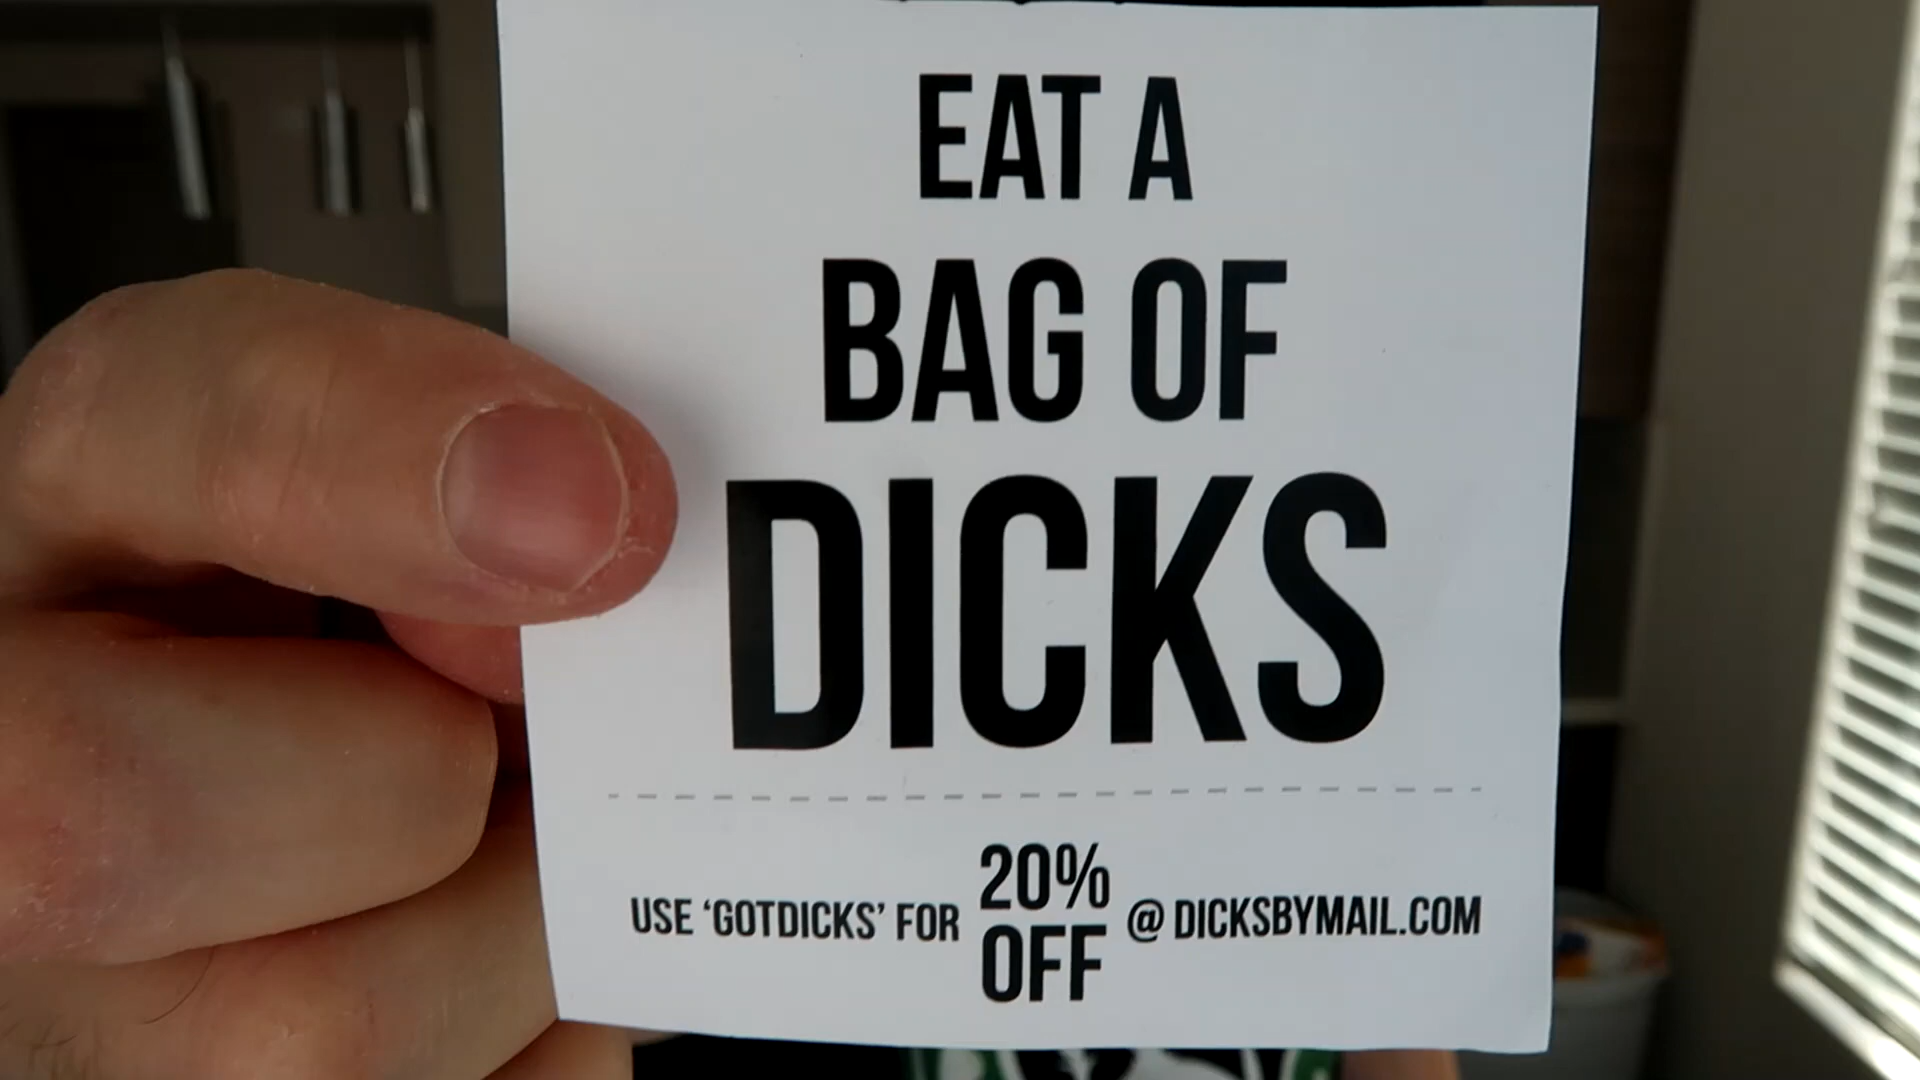 EAT A
BAG OF
DICKS
USE ‘GOTDICKS’ FOR 20% OFF @ DICKSBYMAIL.COM